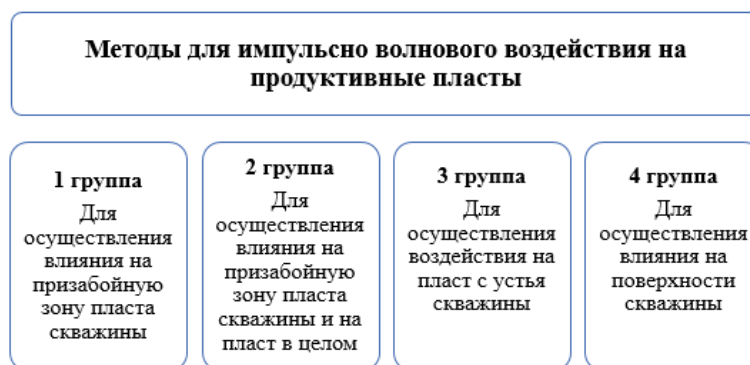 Методы для импульсно волнового воздействия на
продуктивные пласты
1 группа
Для
осуществления
влияния на
призабойную
зону пласта
скважины
2 группа
Для
осуществления
влияния на
призабойную
зону пласта
скважины и на
пласт в целом
3 группа
Для
осуществления
воздействия на
пласт с устья
скважины
4 группа
Для
осуществления
влияния на
поверхности
скважины